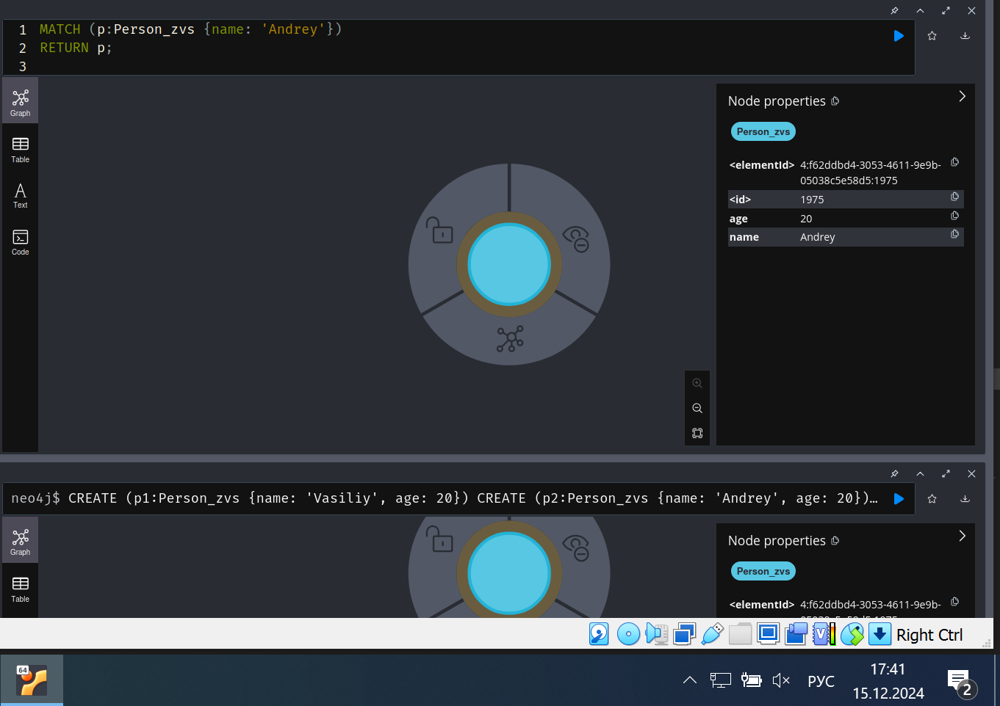 1 MATCH (p:Person_zvs {name: 'Andrey'})
2 RETURN p;
3
Graph
Table
Text
Code
Node properties
Person_zvs
<elementId> 4:f62ddbd4-3053-4611-9e9b-
05038c5e58d5:1975
<id> 1975
age 20
name Andrey
neo4j$ CREATE (p1:Person_zvs {name: 'Vasiliy', age: 20}) CREATE (p2:Person_zvs {name: 'Andrey', age: 20})…
Graph
Table
Node properties
Person_zvs
<elementId> 4:f62ddbd4-3053-4611-9e9b-
V
Right Ctrl
64
РУС
17:41
15.12.2024
2